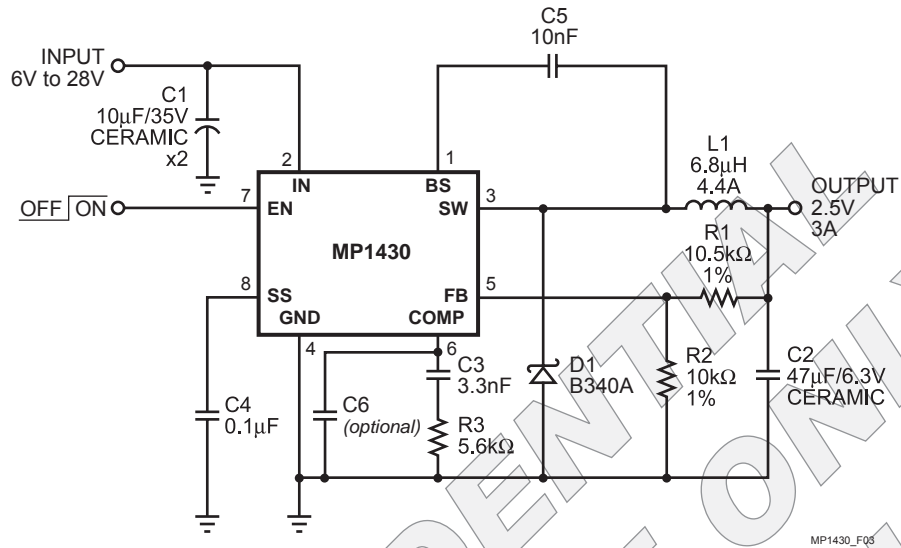 C5
10nF
INPUT
6V to 28V
C1
10µF/35V
CERAMIC
x2
2
1
L1
6.8µH
4.4A
IN
BS
OUTPUT
2.5V
3A
OFF ON
7
EN
SW
3
MP1430
R1
10.5kΩ
1%
8
SS
FB
5
GND
COMP
4
6
C3
3.3nF
D1
B340A
R2
10kΩ
1%
C2
47µF/6.3V
CERAMIC
C4
0.1µF
C6
(optional)
R3
5.6kΩ
MP1430_F03